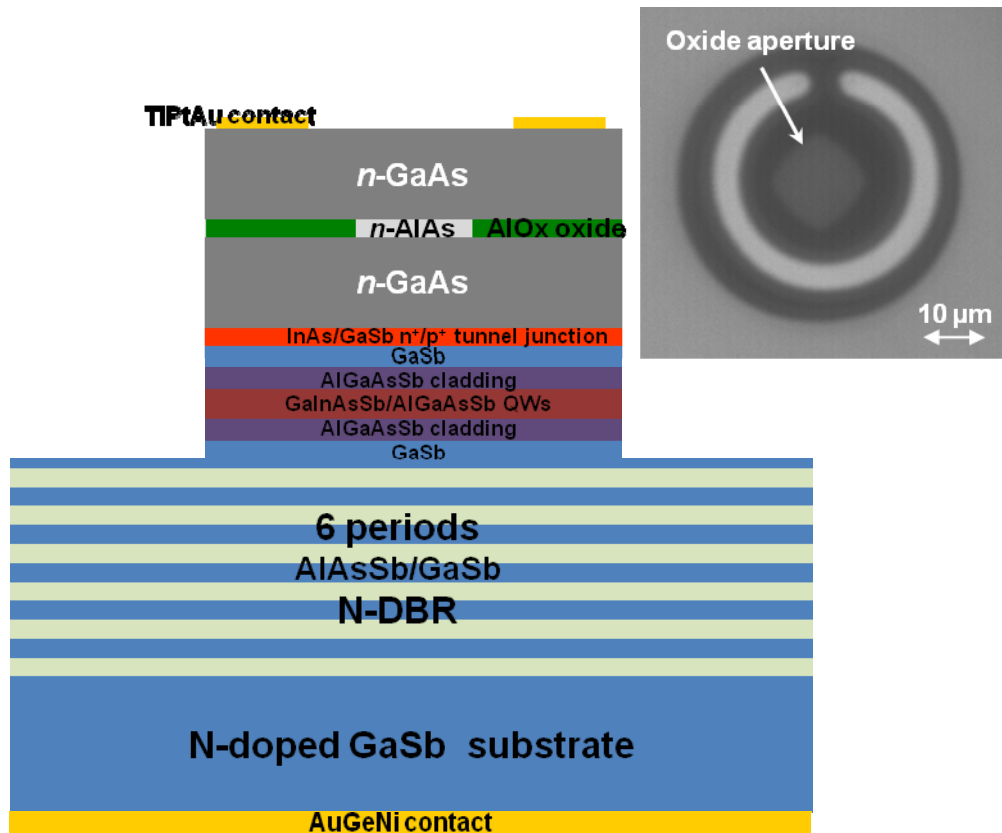 Oxide aperture
TiPtAu contact
n-GaAs
n-AlAs
AlOx oxide
n-GaAs
10 µm
InAs/GaSb n⁺/p⁺ tunnel junction
GaSb
AlGaAsSb cladding
GaInAsSb/AlGaAsSb QWs
AlGaAsSb cladding
GaSb
6 periods
AlAsSb/GaSb
N-DBR
N-doped GaSb substrate
AuGeNi contact